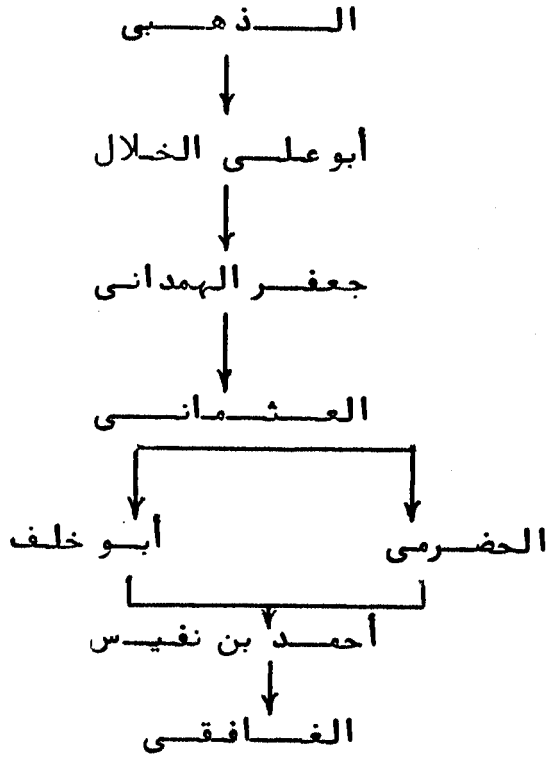 الذهبى
أبو على الخلال
جعفر الهمدانى
العثمانى
الحضرمى أبو خلف
أحمد بن نفيس
الغافقى